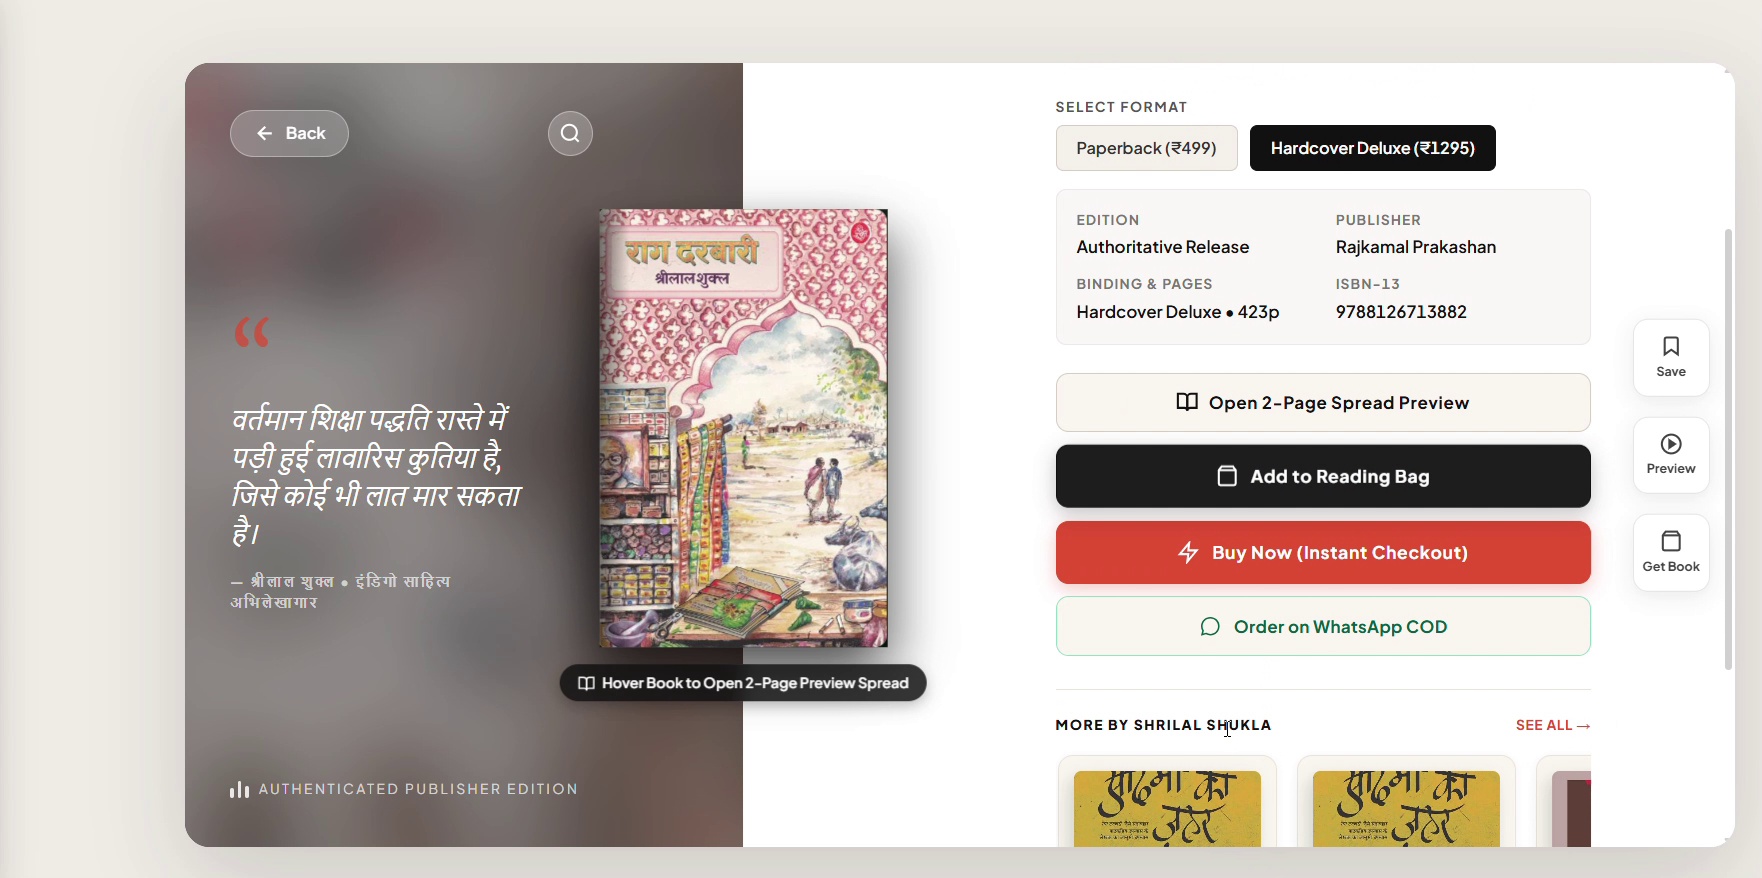 Back
“
वर्तमान शिक्षा पद्धति रास्ते में
पड़ी हुई लावारिस कुतिया है,
जिसे कोई भी लात मार सकता
है।
— श्रीलाल शुक्ल • इंडिगो साहित्य
अभिलेखागार
AUTHENTICATED PUBLISHER EDITION
राग दरबारी
श्रीलाल शुक्ल
Hover Book to Open 2-Page Preview Spread
SELECT FORMAT
Paperback (₹499)
Hardcover Deluxe (₹1295)
EDITION
Authoritative Release
PUBLISHER
Rajkamal Prakashan
BINDING & PAGES
Hardcover Deluxe • 423p
ISBN-13
9788126713882
Open 2-Page Spread Preview
Add to Reading Bag
Buy Now (Instant Checkout)
Order on WhatsApp COD
MORE BY SHRILAL SHUKLA
SEE ALL →
का
ज़हर
का
ज़हर
Save
Preview
Get Book